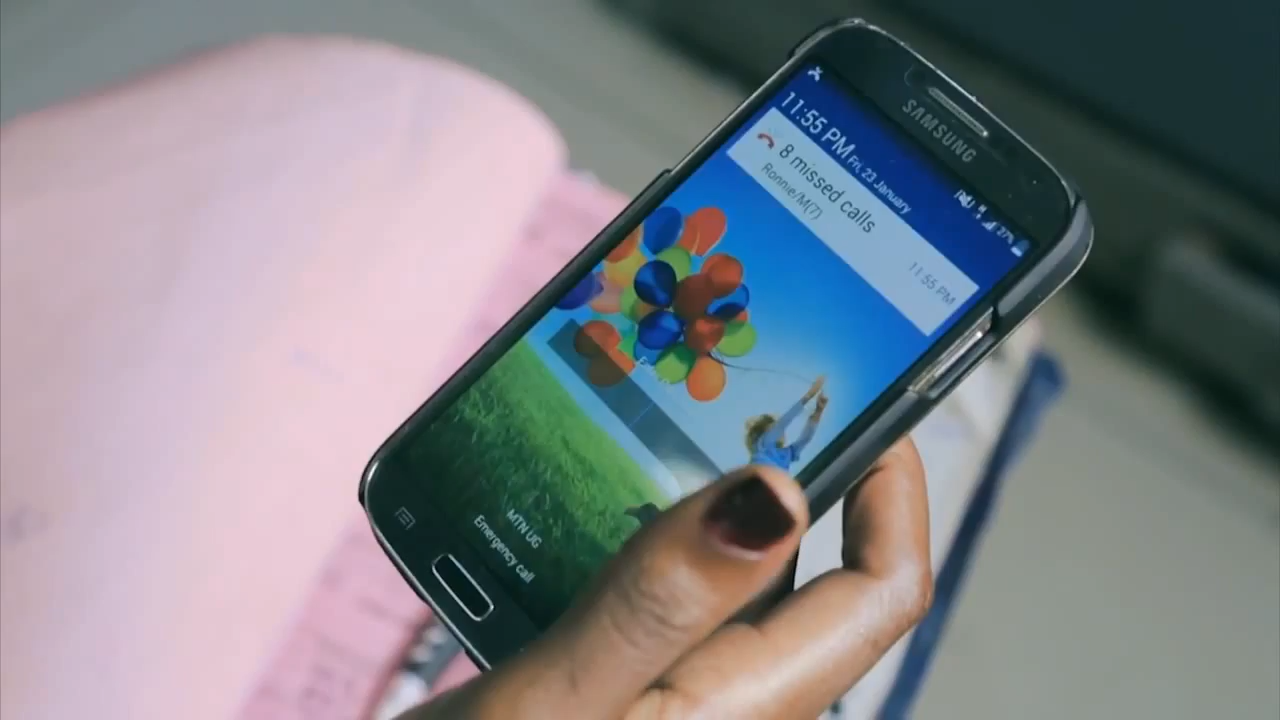 SAMSUNG
27%
11:55 PM Fri, 23 January
8 missed calls
Ronnie/M(7)
11:55 PM
MTN UG
Emergency call